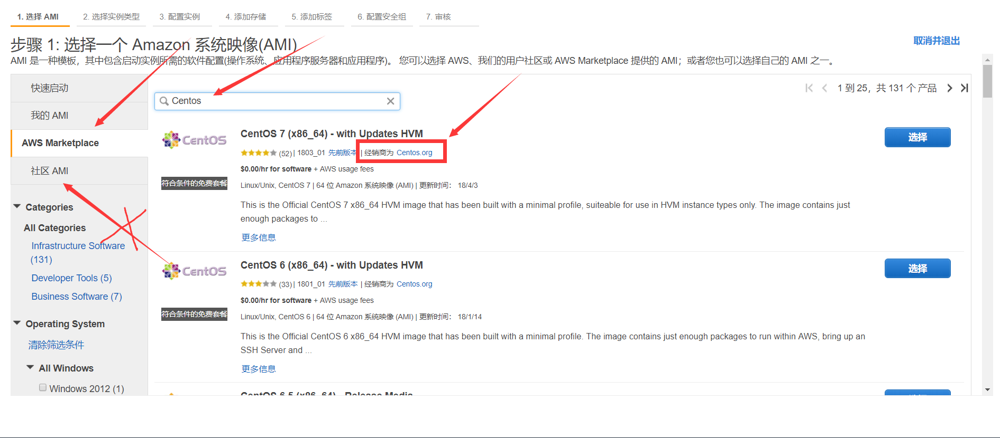 1. 选择 AMI
2. 选择实例类型
3. 配置实例
4. 添加存储
5. 添加标签
6. 配置安全组
7. 审核
步骤 1: 选择一个 Amazon 系统映像(AMI)
取消并退出
AMI 是一种模板，其中包含启动实例所需的软件配置(操作系统、应用程序服务器和应用程序)。 您可以选择 AWS、我们的用户社区或 AWS Marketplace 提供的 AMI；或者您也可以选择自己的 AMI 之一。
快速启动
我的 AMI
AWS Marketplace
社区 AMI
Categories
All Categories
Infrastructure Software
(131)
Developer Tools (5)
Business Software (7)
Operating System
清除筛选条件
All Windows
Windows 2012 (1)
Centos
1 到 25，共 131 个 产品
CentOS
CentOS 7 (x86_64) - with Updates HVM
选择
(52) | 1803_01 先前版本 | 经销商为 Centos.org
$0.00/hr for software + AWS usage fees
符合条件的免费套餐
Linux/Unix, CentOS 7 | 64 位 Amazon 系统映像 (AMI) | 更新时间： 18/4/3
This is the Official CentOS 7 x86_64 HVM image that has been built with a minimal profile, suiteable for use in HVM instance types only. The image contains just
enough packages to ...
更多信息
CentOS
CentOS 6 (x86_64) - with Updates HVM
选择
(33) | 1801_01 先前版本 | 经销商为 Centos.org
$0.00/hr for software + AWS usage fees
符合条件的免费套餐
Linux/Unix, CentOS 6 | 64 位 Amazon 系统映像 (AMI) | 更新时间： 18/1/14
This is the Official CentOS 6 x86_64 HVM image that has been built with a minimal profile. The image contains just enough packages to run within AWS, bring up an
SSH Server and ...
更多信息
CentOS 6.5 (x86_64) - Release Media
选择